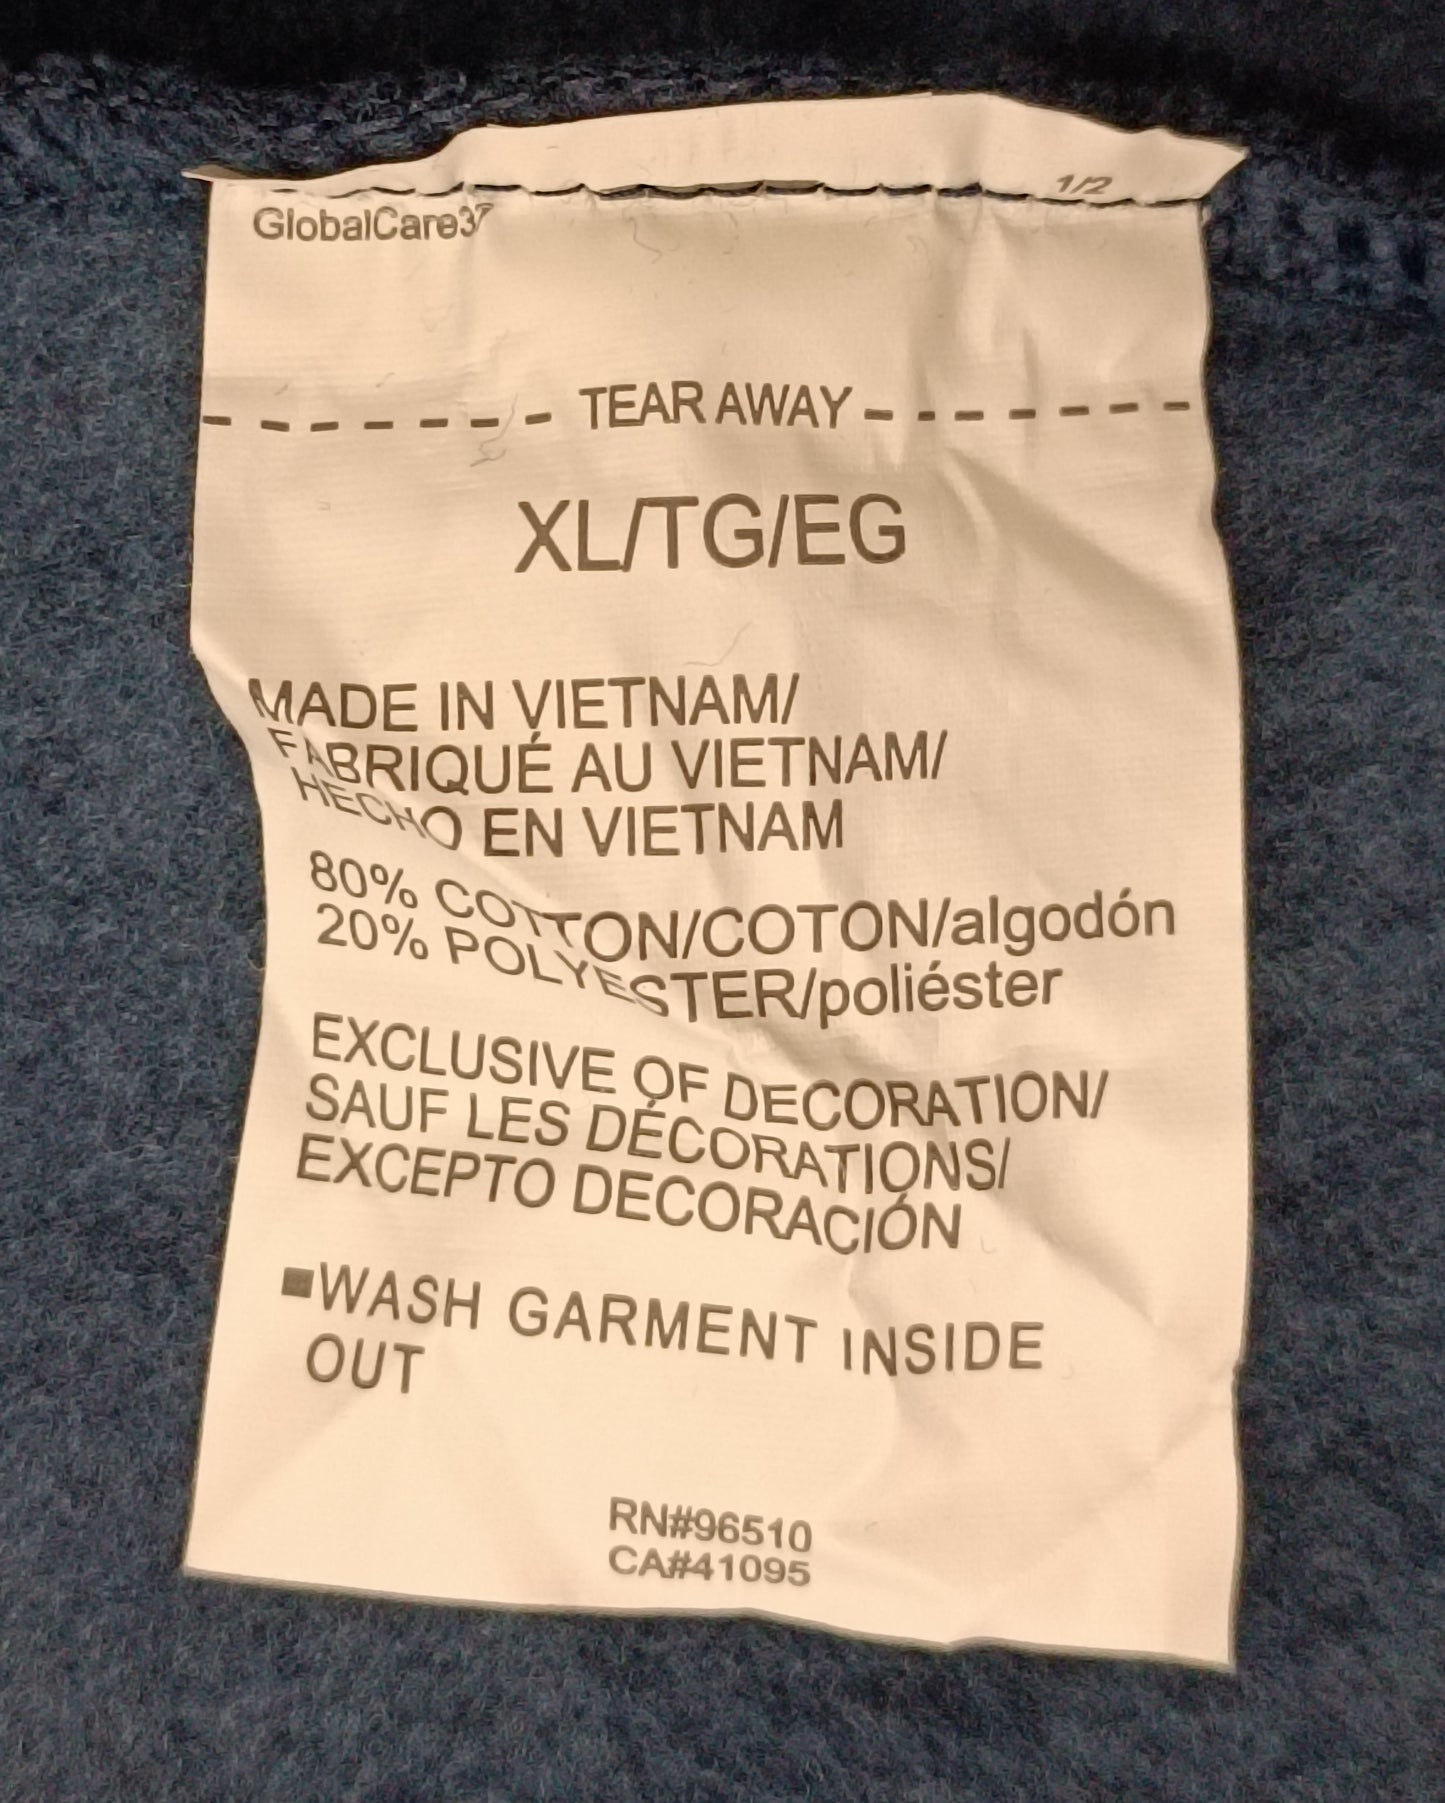 1/2
GlobalCare37
TEAR AWAY
XL/TG/EG
MADE IN VIETNAM/
FABRIQUÉ AU VIETNAM/
HECHO EN VIETNAM
80% COTTON/COTON/algodón
20% POLYESTER/poliéster
EXCLUSIVE OF DECORATION/
SAUF LES DÉCORATIONS/
EXCEPTO DECORACIÓN
WASH GARMENT INSIDE
OUT
RN#96510
CA#41095